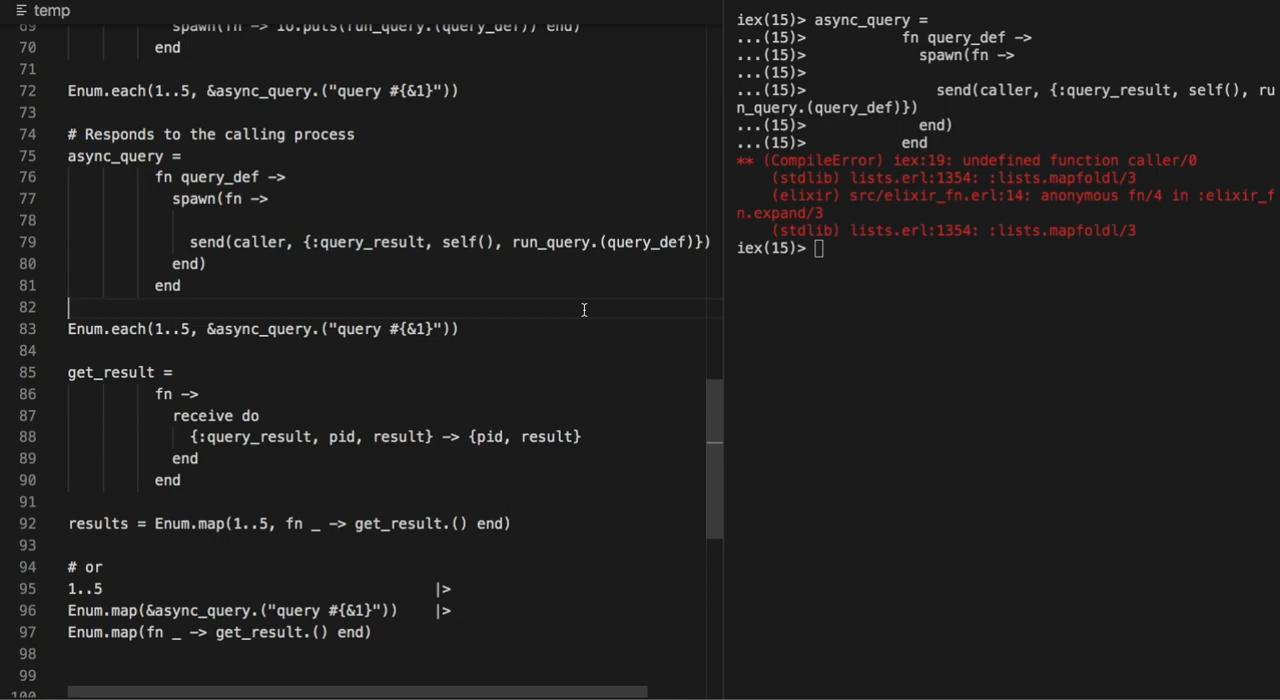 temp
69 spawn(fn -> IO.puts(run_query.(query_def)) end)
70 end
71
72 Enum.each(1..5, &async_query.("query #{&1}"))
73
74 # Responds to the calling process
75 async_query =
76 fn query_def ->
77 spawn(fn ->
78
79 send(caller, {:query_result, self(), run_query.(query_def)})
80 end)
81 end
82
83 Enum.each(1..5, &async_query.("query #{&1}"))
84
85 get_result =
86 fn ->
87 receive do
88 {:query_result, pid, result} -> {pid, result}
89 end
90 end
91
92 results = Enum.map(1..5, fn _ -> get_result.() end)
93
94 # or
95 1..5 |>
96 Enum.map(&async_query.("query #{&1}")) |>
97 Enum.map(fn _ -> get_result.() end)
98
99
100
iex(15)> async_query =
...(15)> fn query_def ->
...(15)> spawn(fn ->
...(15)>
...(15)> send(caller, {:query_result, self(), ru
n_query.(query_def)})
...(15)> end)
...(15)> end
** (CompileError) iex:19: undefined function caller/0
(stdlib) lists.erl:1354: :lists.mapfoldl/3
(elixir) src/elixir_fn.erl:14: anonymous fn/4 in :elixir_f
n.expand/3
(stdlib) lists.erl:1354: :lists.mapfoldl/3
iex(15)>